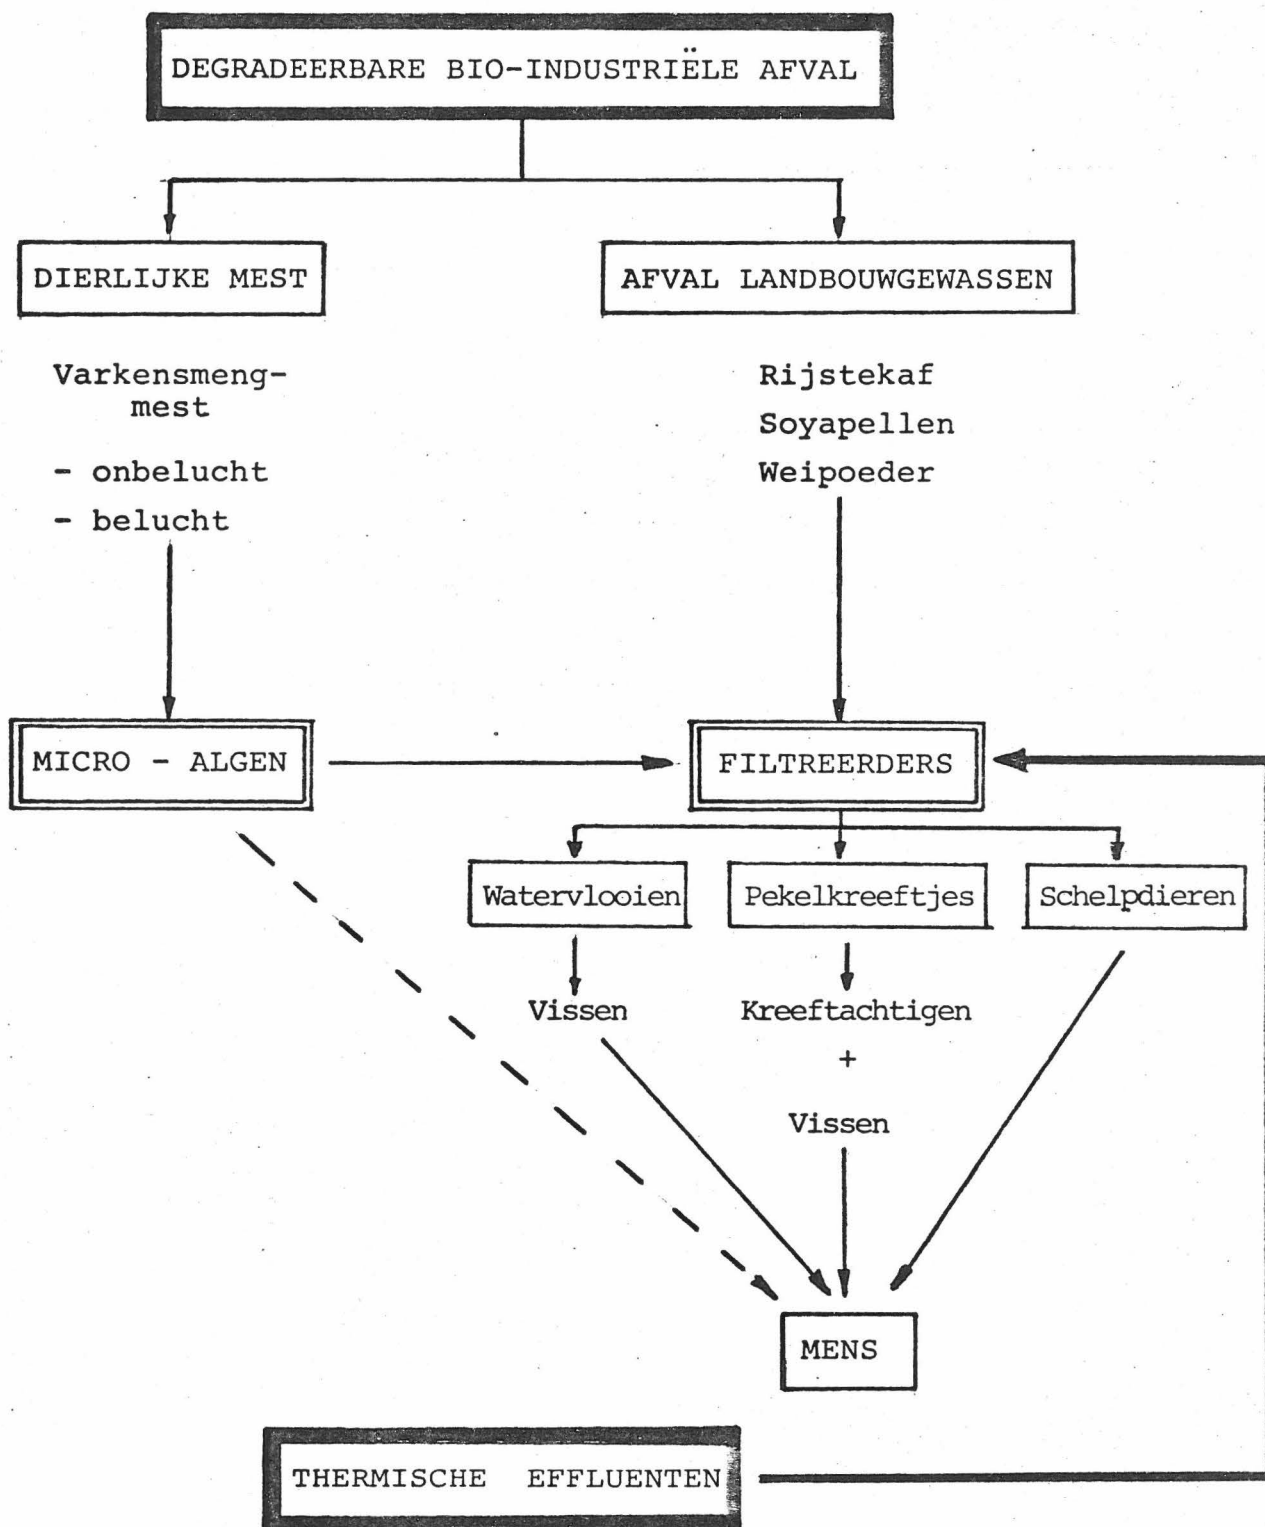 DEGRADEERBARE BIO-INDUSTRIËLE AFVAL
DIERLIJKE MEST
AFVAL LANDBOUWGEWASSEN
Varkensmeng-
mest
- onbelucht
- belucht
Rijstekaf
Soyapellen
Weipoeder
MICRO - ALGEN
FILTREERDERS
Watervlooien
Pekelkreeftjes
Schelpdieren
Vissen
Kreeftachtigen
+
Vissen
MENS
THERMISCHE EFFLUENTEN